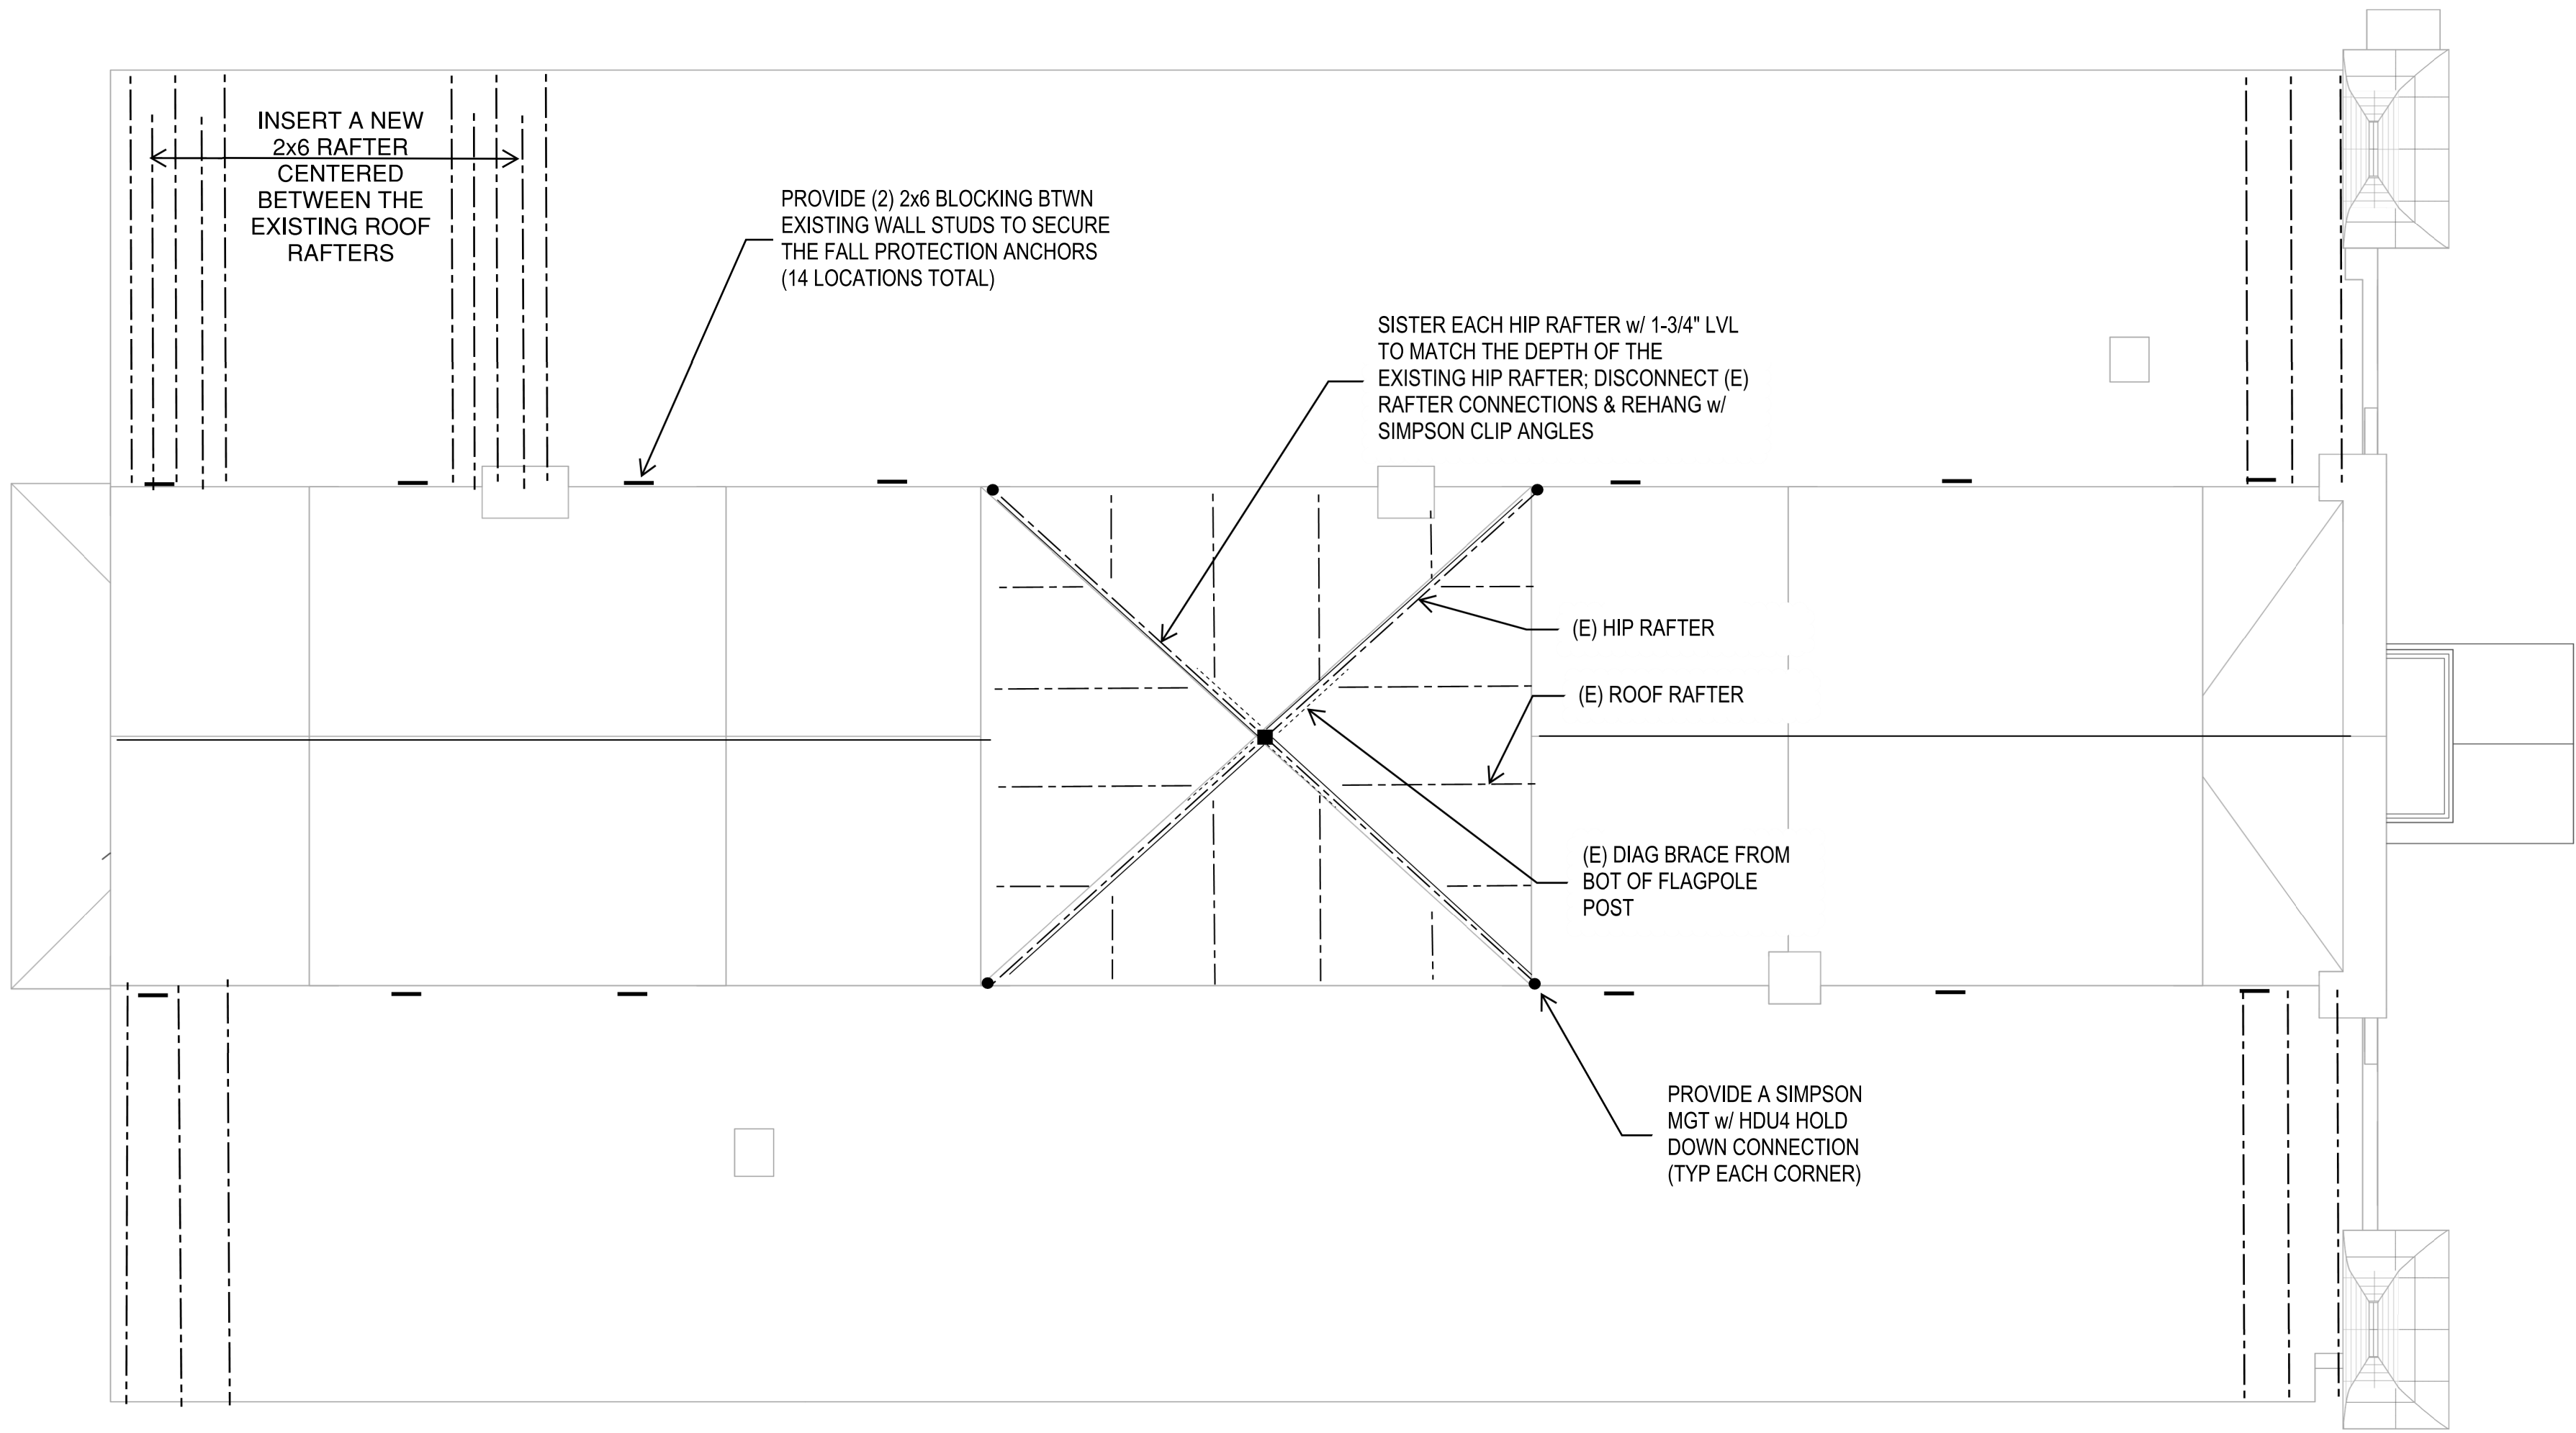 INSERT A NEW
2x6 RAFTER
CENTERED
BETWEEN THE
EXISTING ROOF
RAFTERS
PROVIDE (2) 2x6 BLOCKING BTWN
EXISTING WALL STUDS TO SECURE
THE FALL PROTECTION ANCHORS
(14 LOCATIONS TOTAL)
SISTER EACH HIP RAFTER w/ 1-3/4" LVL
TO MATCH THE DEPTH OF THE
EXISTING HIP RAFTER; DISCONNECT (E)
RAFTER CONNECTIONS & REHANG w/
SIMPSON CLIP ANGLES
(E) HIP RAFTER
(E) ROOF RAFTER
(E) DIAG BRACE FROM
BOT OF FLAGPOLE
POST
PROVIDE A SIMPSON
MGT w/ HDU4 HOLD
DOWN CONNECTION
(TYP EACH CORNER)